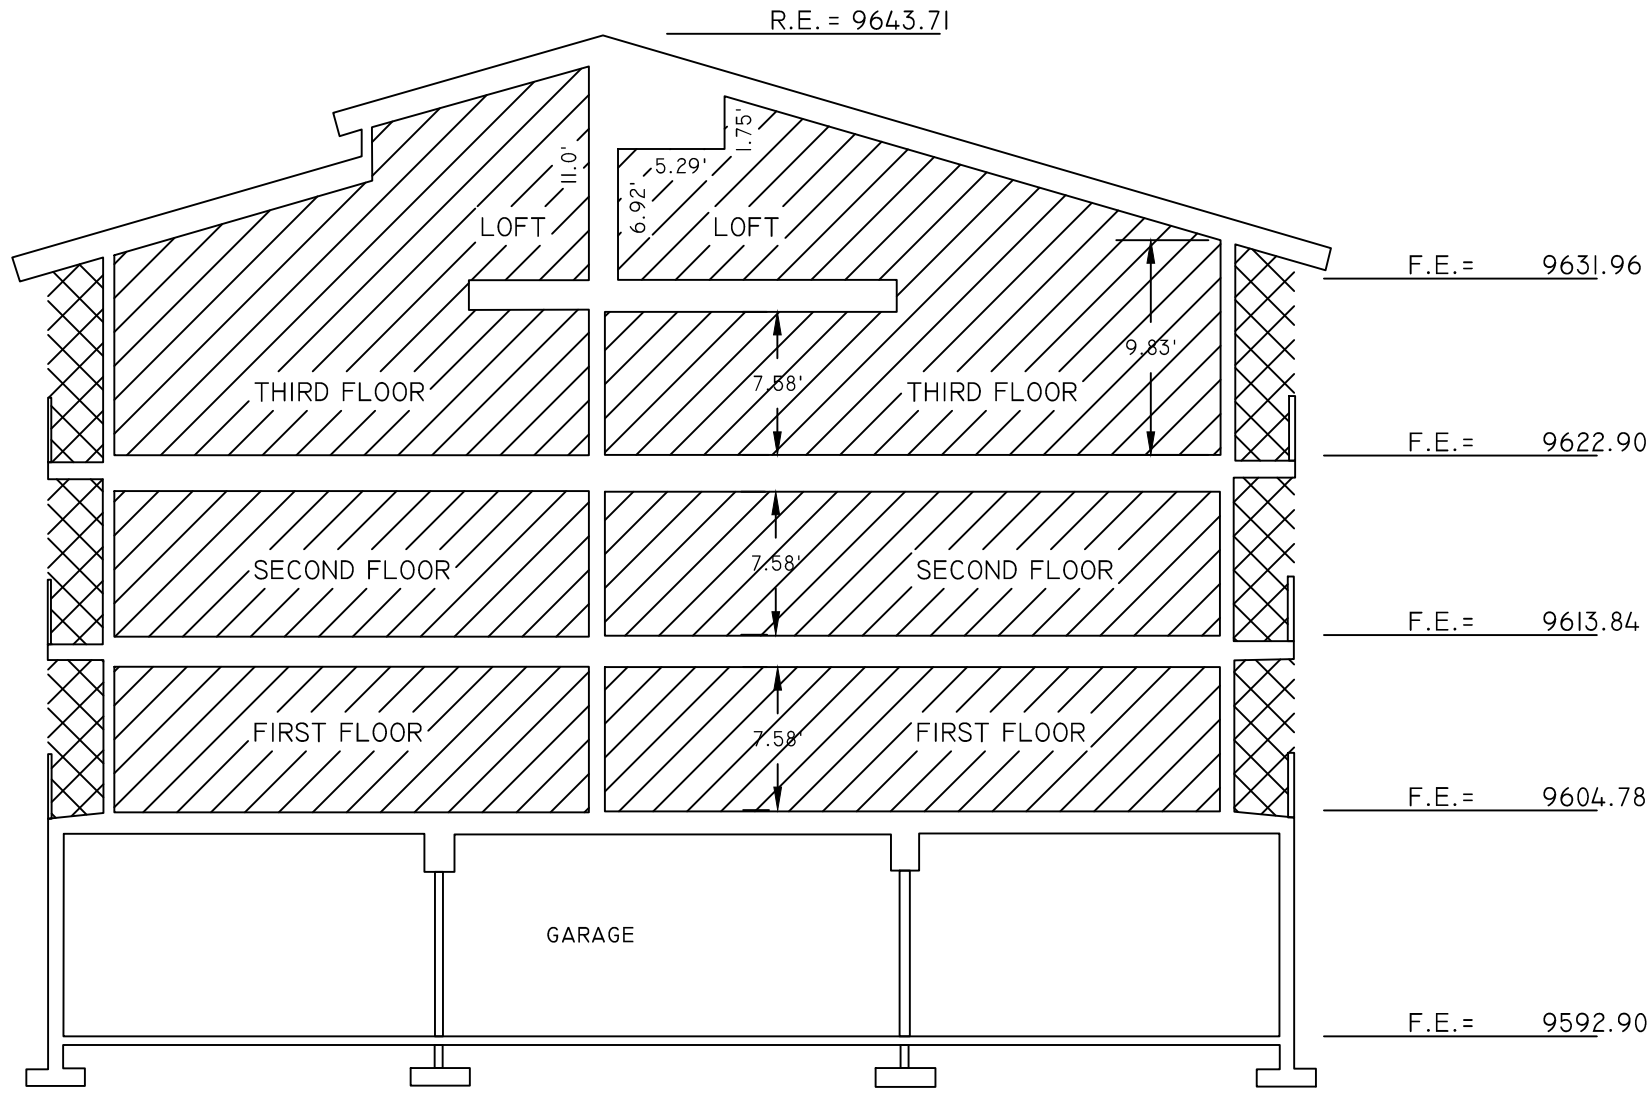 R.E. = 9643.71
1.75'
11.0'
5.29'
6.92'
LOFT
LOFT
F.E.= 9631.96
9.83'
7.58'
THIRD FLOOR
THIRD FLOOR
F.E.= 9622.90
7.58'
SECOND FLOOR
SECOND FLOOR
F.E.= 9613.84
FIRST FLOOR
FIRST FLOOR
7.58'
F.E.= 9604.78
GARAGE
F.E.= 9592.90